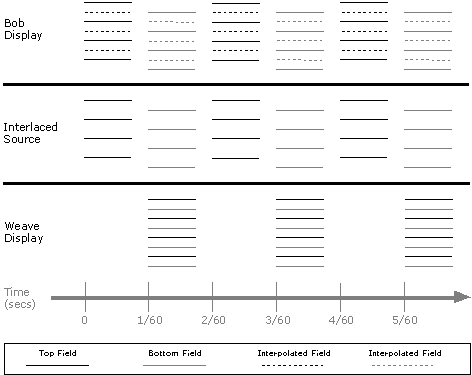 Bob
Display
Interlaced
Source
Weave
Display
Time
(secs)
0 1/60 2/60 3/60 4/60 5/60
Top Field Bottom Field Interpolated Field Interpolated Field